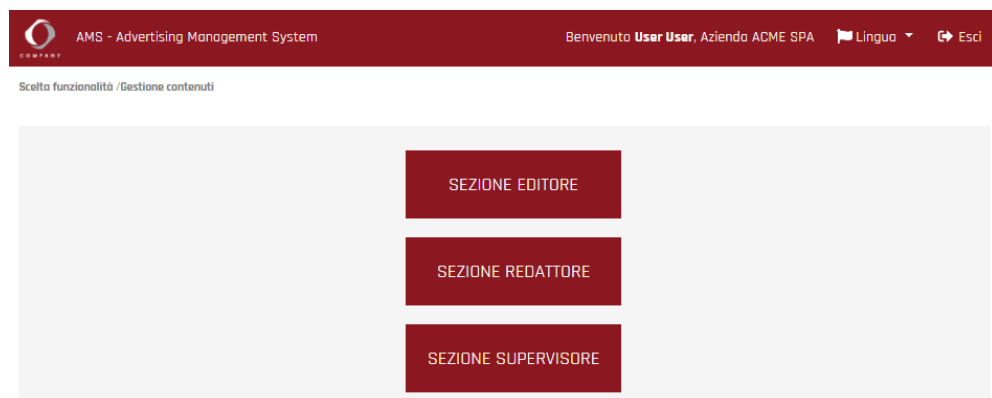 AMS - Advertising Management System
Benvenuto User User, Azienda ACME SPA
Lingua
Esci
COMPANY
Scelta funzionalità /Gestione contenuti
SEZIONE EDITORE
SEZIONE REDATTORE
SEZIONE SUPERVISORE